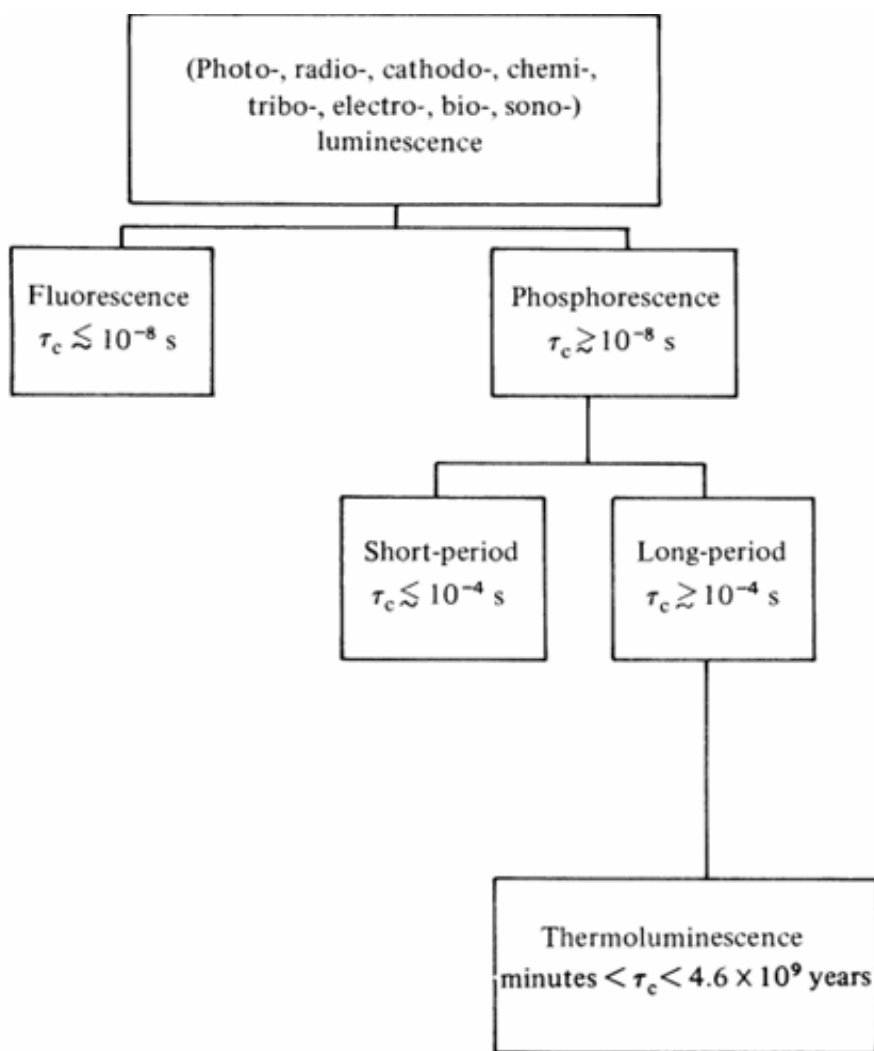 (Photo-, radio-, cathodo-, chemi-,
tribo-, electro-, bio-, sono-)
luminescence
Fluorescence
τc ≲ 10⁻⁸ s
Phosphorescence
τc ≳ 10⁻⁸ s
Short-period
τc ≲ 10⁻⁴ s
Long-period
τc ≳ 10⁻⁴ s
Thermoluminescence
minutes < τc < 4.6 × 10⁹ years